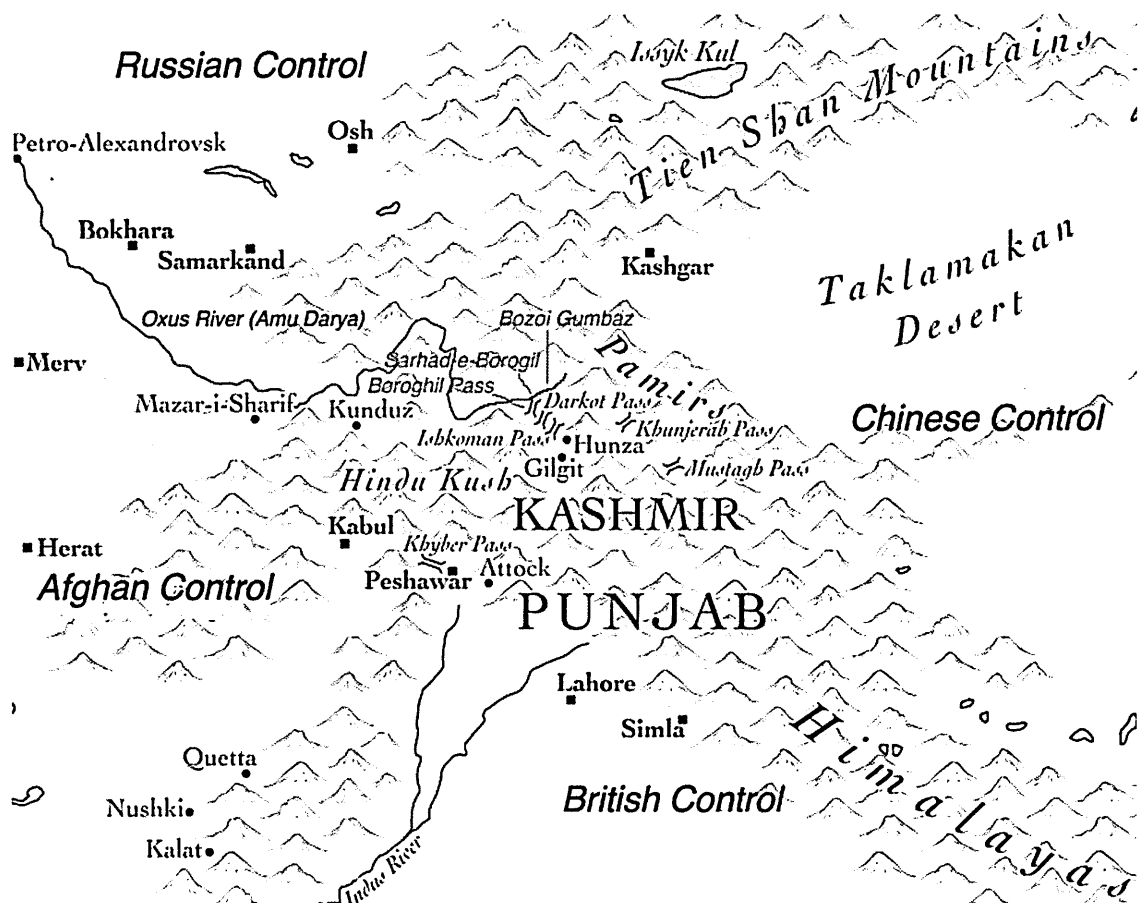 Issyk Kul
Russian Control
Tien Shan Mountains
Osh
Petro-Alexandrovsk
Bokhara
Samarkand
Kashgar
Taklamakan
Desert
Oxus River (Amu Darya)
Bozoi Gumbaz
Pamirs
Merv
Sarhad-e-Borogil
Boroghil Pass
Mazar-i-Sharif
Kunduz
Darkot Pass
Khunjerab Pass
Chinese Control
Ishkoman Pass
Hunza
Gilgit
Mustagh Pass
Hindu Kush
KASHMIR
Kabul
Khyber Pass
Herat
Afghan Control
Peshawar
Attock
PUNJAB
Lahore
Simla
Himalayas
Quetta
British Control
Nushki
Kalat
Indus River